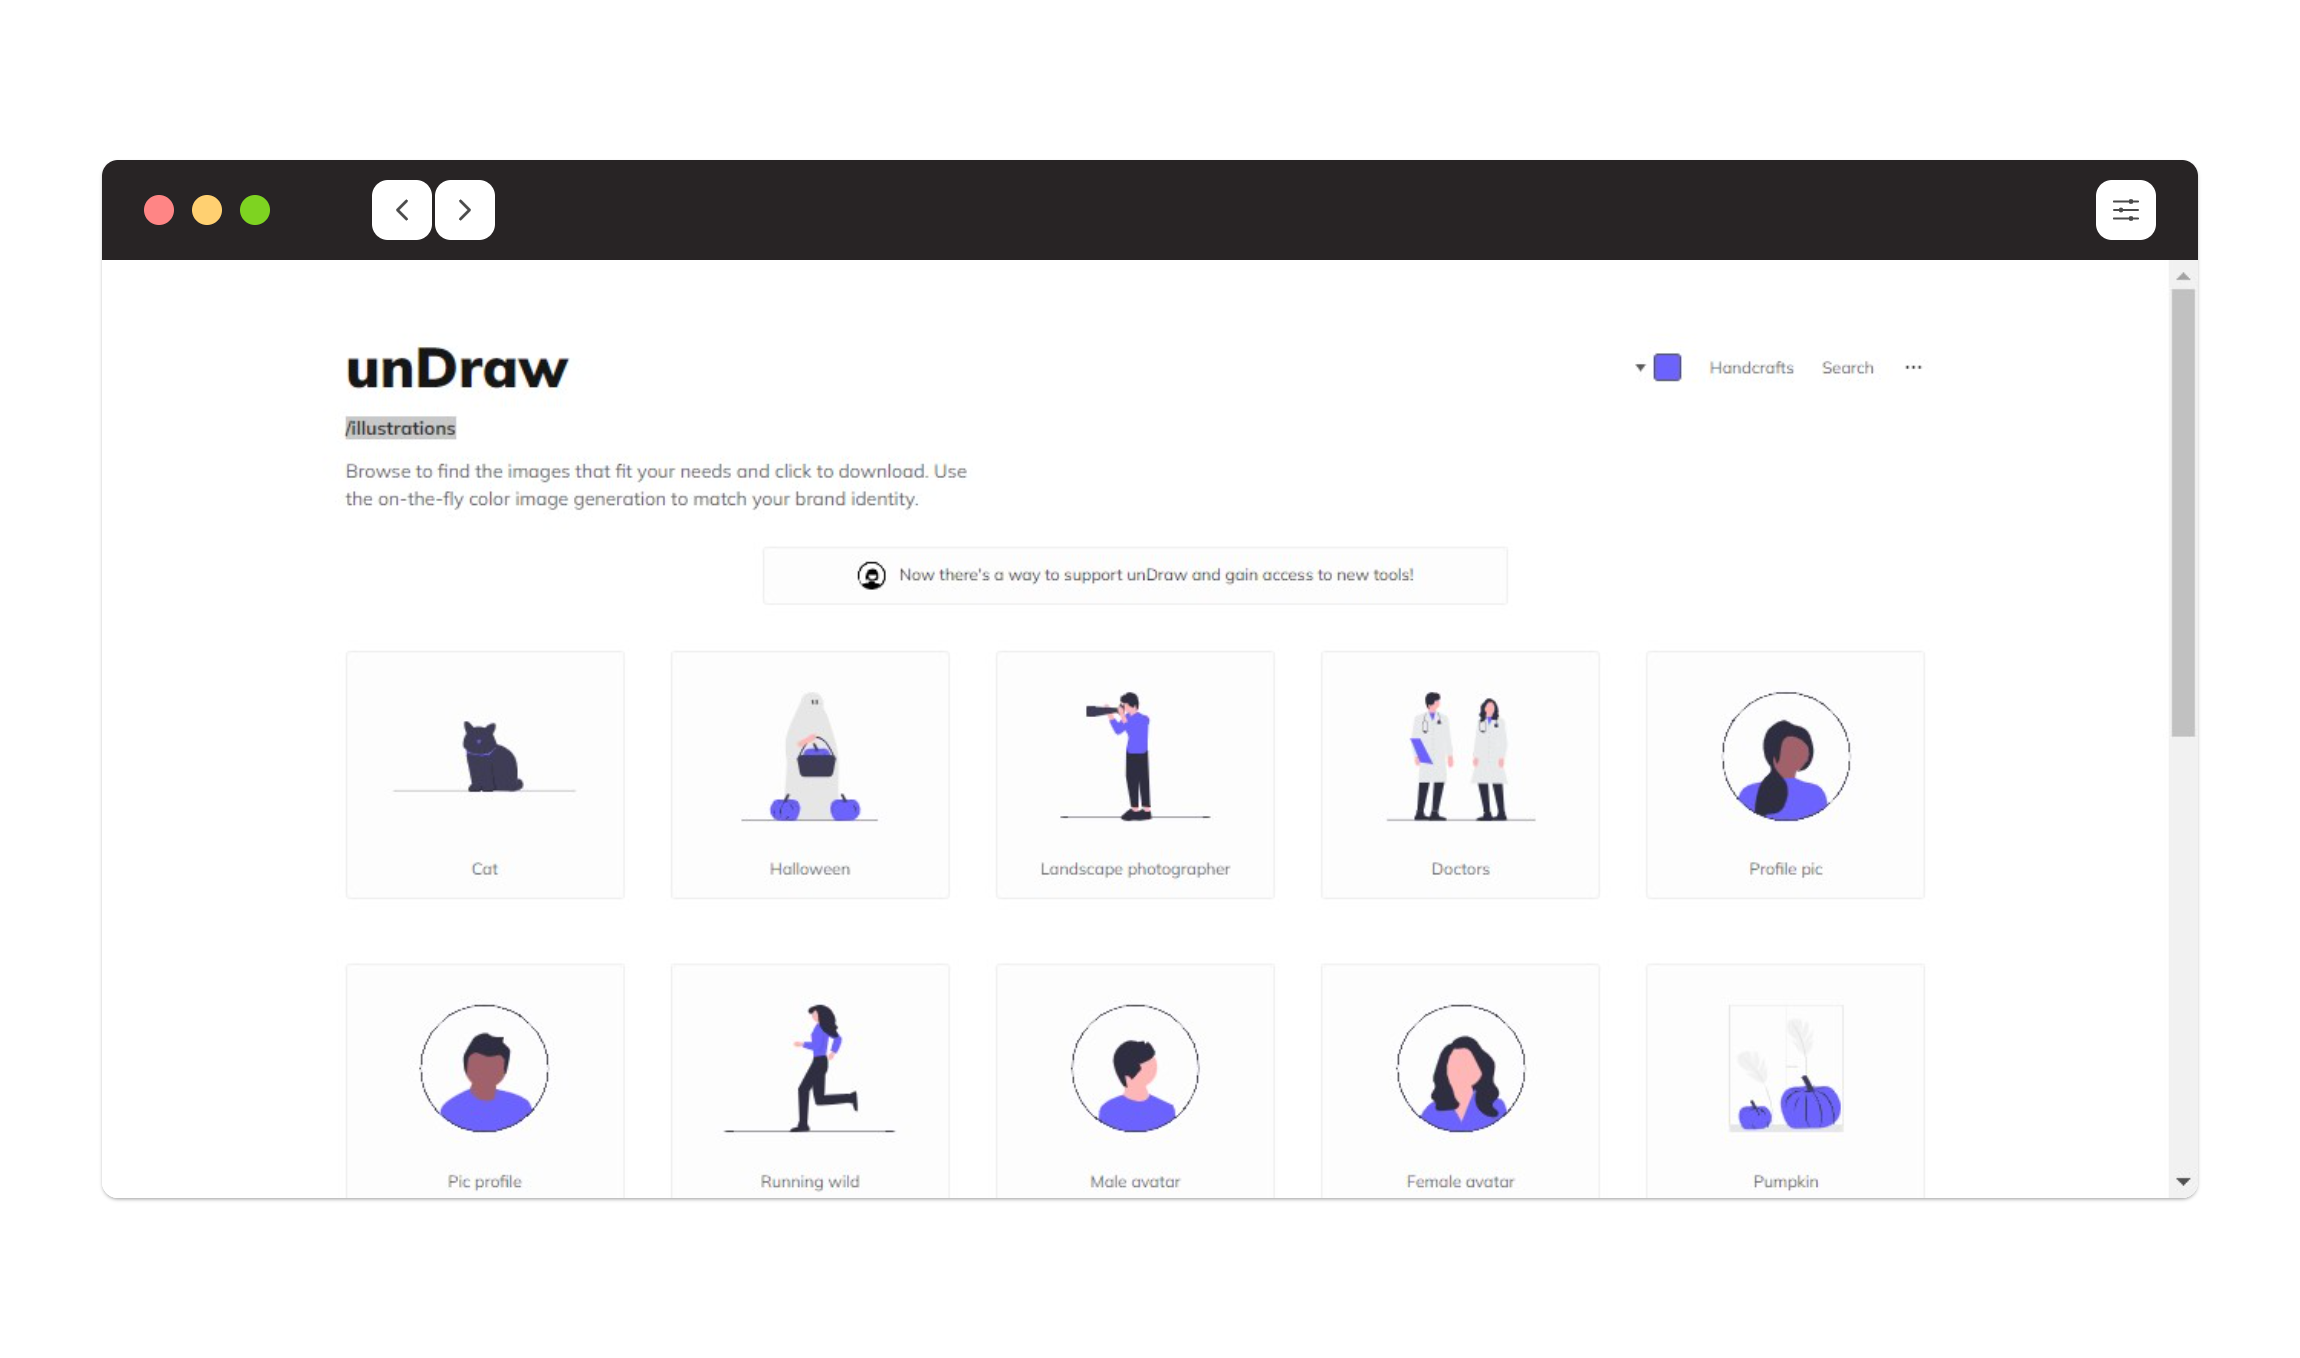 unDraw
Handcrafts
Search
/illustrations
Browse to find the images that fit your needs and click to download. Use
the on-the-fly color image generation to match your brand identity.
Now there's a way to support unDraw and gain access to new tools!
Cat
Halloween
Landscape photographer
Doctors
Profile pic
Pic profile
Running wild
Male avatar
Female avatar
Pumpkin